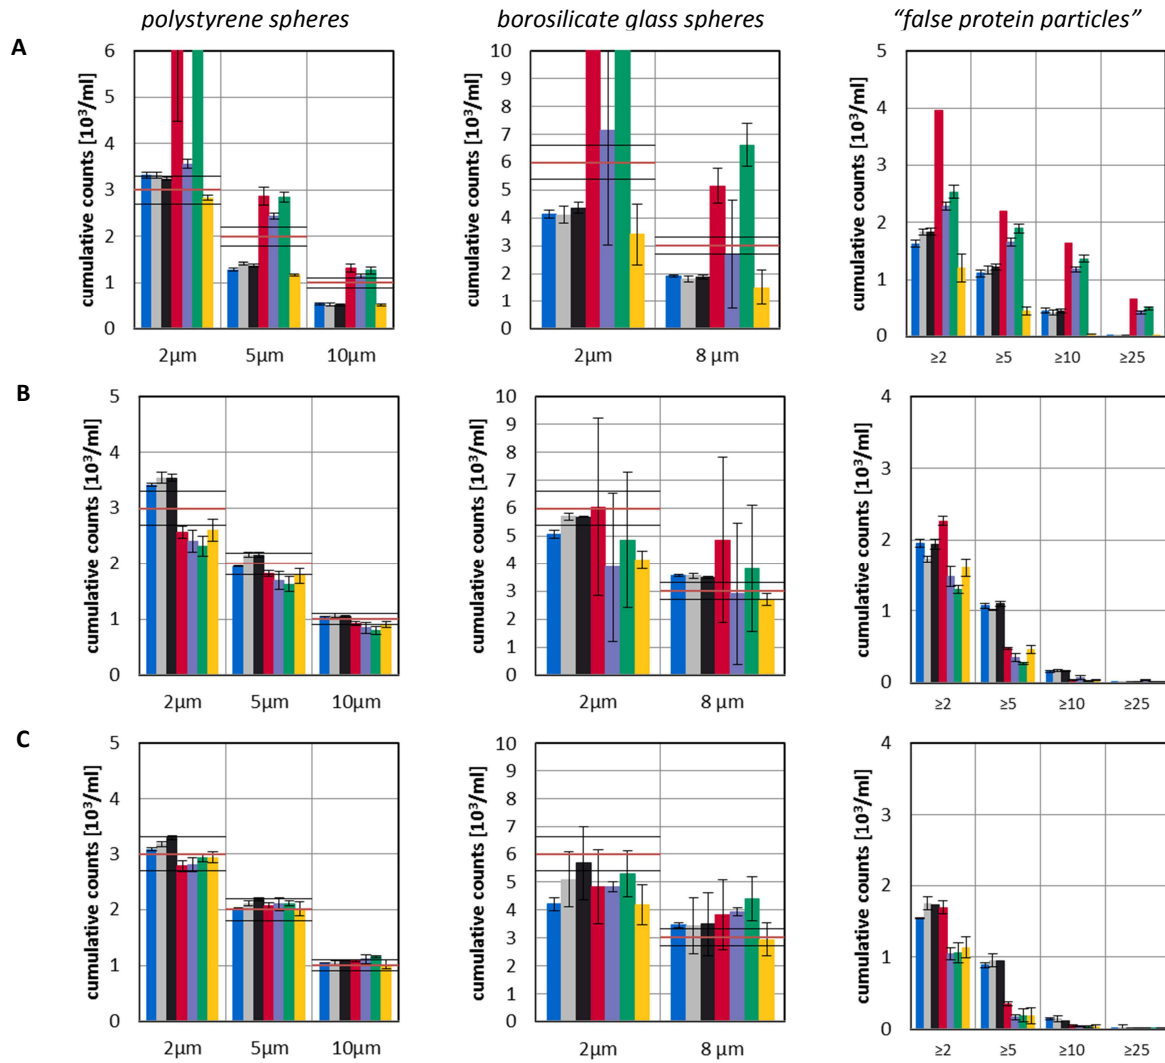 polystyrene spheres
borosilicate glass spheres
“false protein particles”
A
cumulative counts [10³/ml]
6
5
4
3
2
1
0
2µm
5µm
10µm
cumulative counts [10³/ml]
10
9
8
7
6
5
4
3
2
1
0
2µm
8 µm
cumulative counts [10³/ml]
5
4
3
2
1
0
≥2
≥5
≥10
≥25
B
cumulative counts [10³/ml]
5
4
3
2
1
0
2µm
5µm
10µm
cumulative counts [10³/ml]
10
9
8
7
6
5
4
3
2
1
0
2µm
8 µm
cumulative counts [10³/ml]
4
3
2
1
0
≥2
≥5
≥10
≥25
C
cumulative counts [10³/ml]
5
4
3
2
1
0
2µm
5µm
10µm
cumulative counts [10³/ml]
10
9
8
7
6
5
4
3
2
1
0
2µm
8 µm
cumulative counts [10³/ml]
4
3
2
1
0
≥2
≥5
≥10
≥25